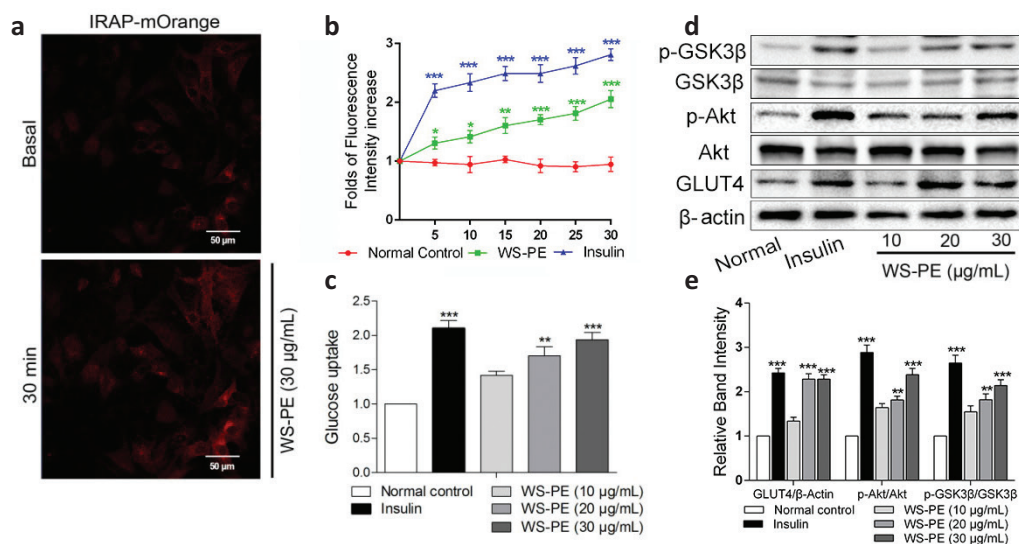 a
IRAP-mOrange
Basal
50 µm
30 min
50 µm
WS-PE (30 µg/mL)
b
Folds of Fluorescence
Intensity increase
3
2
1
0
***
***
***
***
***
***
*
*
**
***
***
***
5 10 15 20 25 30
Normal Control WS-PE Insulin
c
Glucose uptake
2.5
2.0
1.5
1.0
0.5
0.0
***
**
***
Normal control
Insulin
WS-PE (10 µg/mL)
WS-PE (20 µg/mL)
WS-PE (30 µg/mL)
d
p-GSK3β
GSK3β
p-Akt
Akt
GLUT4
β-actin
Normal Insulin 10 20 30
WS-PE (µg/mL)
e
Relative Band Intensity
4
3
2
1
0
*** *** ***
*** ** ***
*** ** ***
GLUT4/β-Actin p-Akt/Akt p-GSK3β/GSK3β
Normal control
Insulin
WS-PE (10 µg/mL)
WS-PE (20 µg/mL)
WS-PE (30 µg/mL)